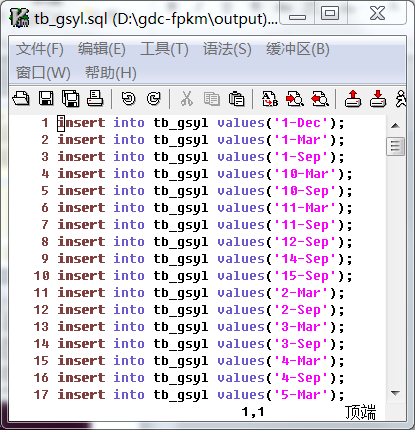 tb_gsyl.sql (D:\gdc-fpkm\output)...
文件(F) 编辑(E) 工具(T) 语法(S) 缓冲区(B)
窗口(W) 帮助(H)
1 insert into tb_gsyl values('1-Dec');
2 insert into tb_gsyl values('1-Mar');
3 insert into tb_gsyl values('1-Sep');
4 insert into tb_gsyl values('10-Mar');
5 insert into tb_gsyl values('10-Sep');
6 insert into tb_gsyl values('11-Mar');
7 insert into tb_gsyl values('11-Sep');
8 insert into tb_gsyl values('12-Sep');
9 insert into tb_gsyl values('14-Sep');
10 insert into tb_gsyl values('15-Sep');
11 insert into tb_gsyl values('2-Mar');
12 insert into tb_gsyl values('2-Sep');
13 insert into tb_gsyl values('3-Mar');
14 insert into tb_gsyl values('3-Sep');
15 insert into tb_gsyl values('4-Mar');
16 insert into tb_gsyl values('4-Sep');
17 insert into tb_gsyl values('5-Mar');
1,1 顶端